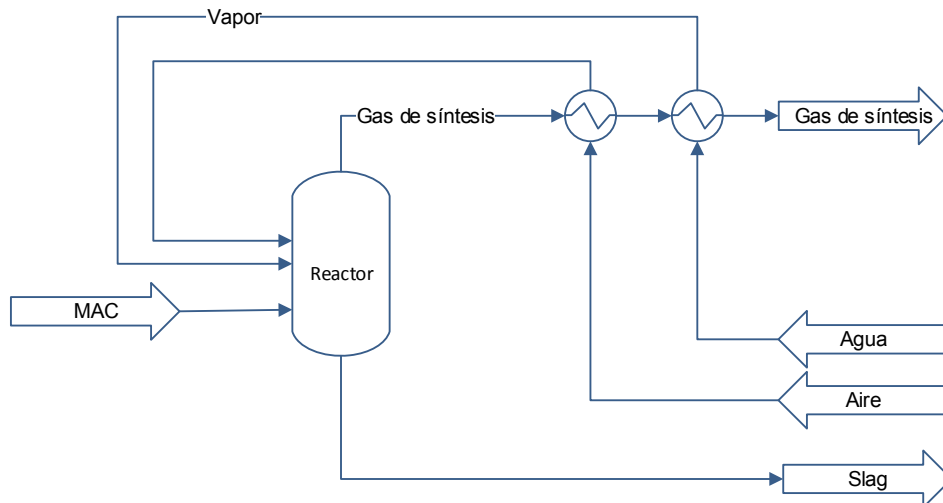 Vapor
Gas de síntesis
Gas de síntesis
Reactor
MAC
Agua
Aire
Slag